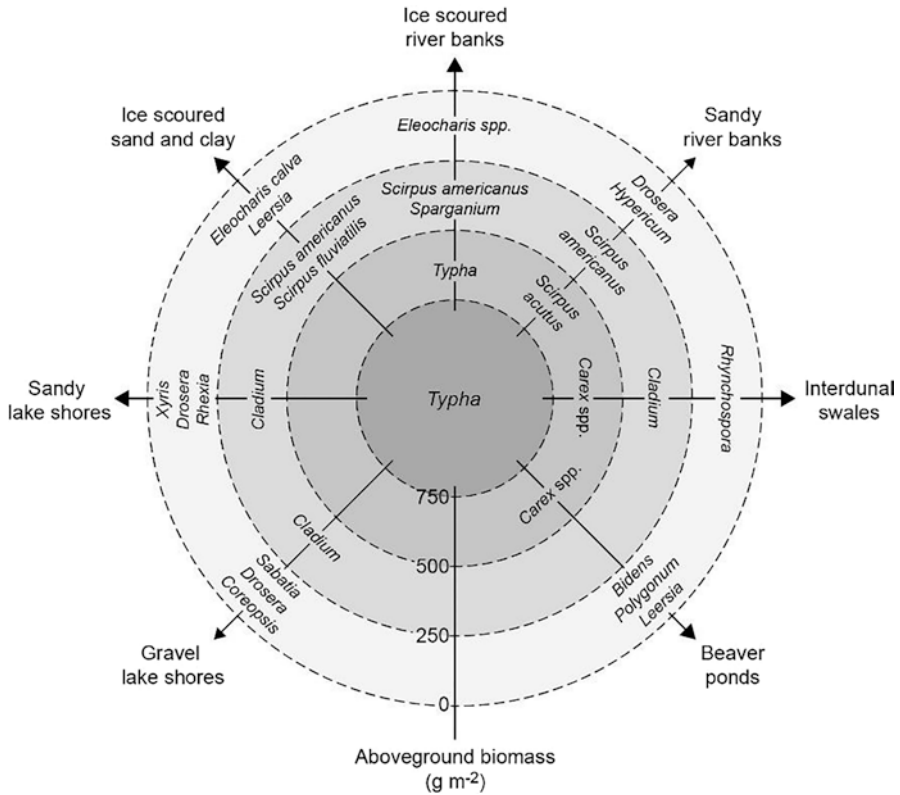 Ice scoured
river banks
Ice scoured
sand and clay
Sandy
river banks
Eleocharis spp.
Eleocharis calva
Leersia
Drosera
Hypericum
Scirpus americanus
Sparganium
Scirpus americanus
Scirpus fluviatilis
Scirpus
americanus
Typha
Scirpus
acutus
Sandy
lake shores
Xyris
Drosera
Rhexia
Cladium
Typha
Carex spp.
Cladium
Rhynchospora
Interdunal
swales
Carex spp.
Cladium
Sabatia
Drosera
Coreopsis
Bidens
Polygonum
Leersia
750
500
250
0
Gravel
lake shores
Beaver
ponds
Aboveground biomass
(g m-2)